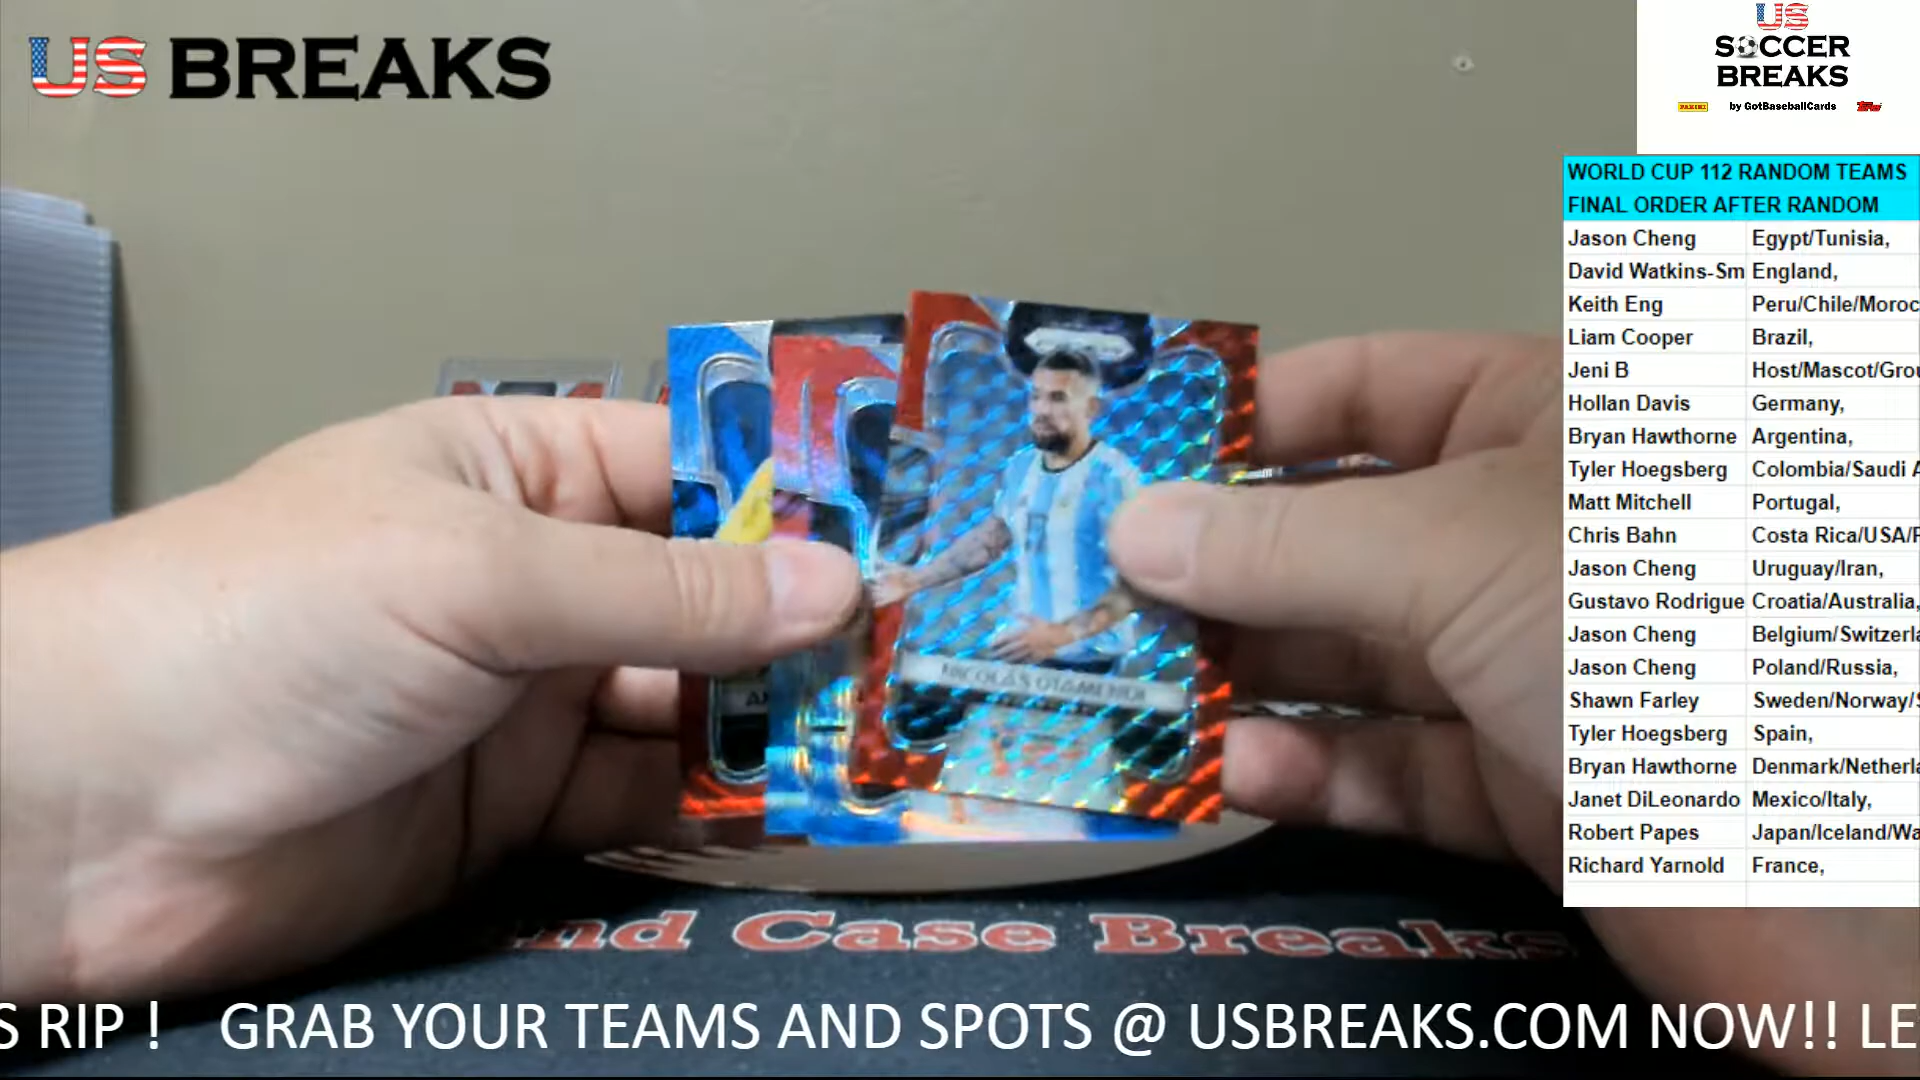 US BREAKS
US
SOCCER
BREAKS
PANINI by GotBaseballCards Topps
WORLD CUP 112 RANDOM TEAMS
FINAL ORDER AFTER RANDOM
Jason Cheng Egypt/Tunisia,
David Watkins-Sm England,
Keith Eng Peru/Chile/Moroc
Liam Cooper Brazil,
Jeni B Host/Mascot/Grou
Hollan Davis Germany,
Bryan Hawthorne Argentina,
Tyler Hoegsberg Colombia/Saudi A
Matt Mitchell Portugal,
Chris Bahn Costa Rica/USA/P
Jason Cheng Uruguay/Iran,
Gustavo Rodrigue Croatia/Australia,
Jason Cheng Belgium/Switzerla
Jason Cheng Poland/Russia,
Shawn Farley Sweden/Norway/S
Tyler Hoegsberg Spain,
Bryan Hawthorne Denmark/Netherla
Janet DiLeonardo Mexico/Italy,
Robert Papes Japan/Iceland/Wa
Richard Yarnold France,
NICOLÁS OTAMENDI
nd Case Breaks
S RIP ! GRAB YOUR TEAMS AND SPOTS @ USBREAKS.COM NOW!! LE